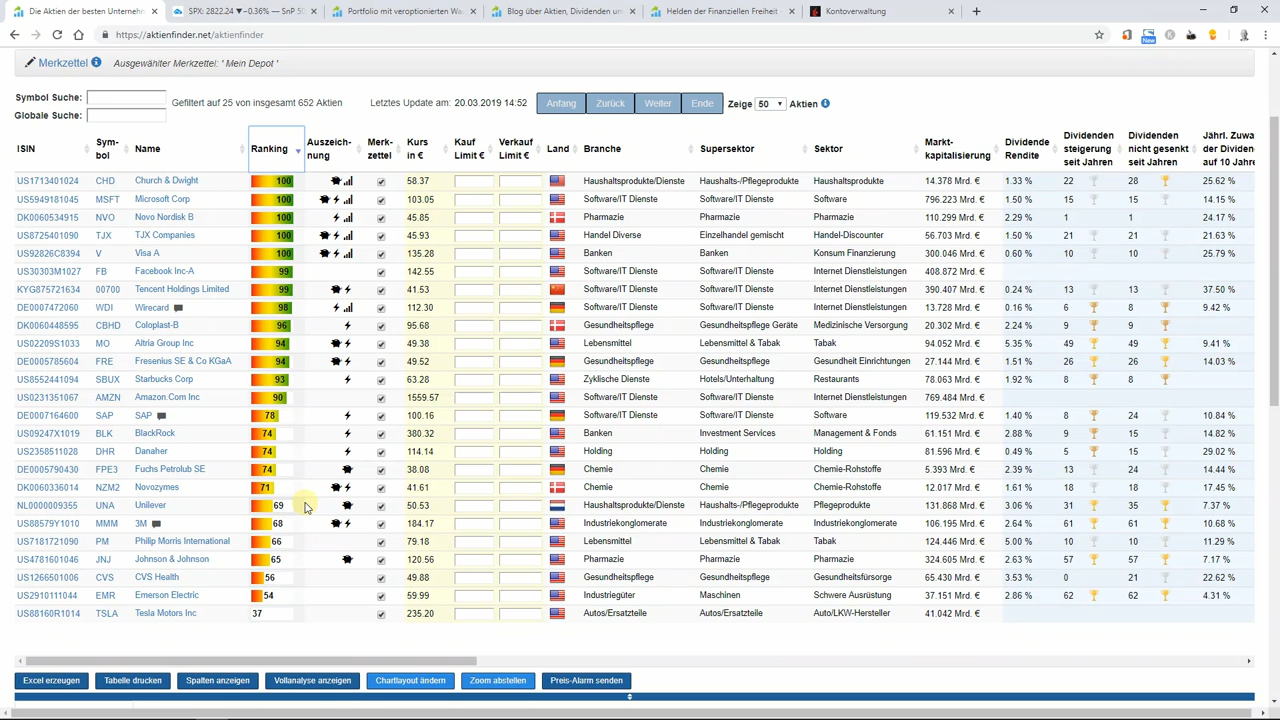 Die Aktien der besten Unternehm
SPX: 2822.24 ▼−0.36% — SnP 50
Portfolio mit veroptionierten Wa
Blog über Aktien, Dividenden un
Helden der Finanziellen Freiheit
Kontoverwaltung
https://aktienfinder.net/aktienfinder
New
Merkzettel Ausgewählter Merkzettel: ' Mein Depot '
Symbol Suche:
Globale Suche:
Gefiltert auf 25 von insgesamt 652 Aktien Letztes Update am: 20.03.2019 14:52 Anfang Zurück Weiter Ende Zeige 50 Aktien
ISIN Sym-bol Name Ranking Auszeich-nung Merk-zettel Kurs in € Kauf Limit € Verkauf Limit € Land Branche Supersektor Sektor Markt-kapitalisierung Dividende Rendite Dividenden steigerung seit Jahren Dividenden nicht gesenkt seit Jahren Jährl. Zuwa der Dividen auf 10 Jahre
US1713401024 CHD Church & Dwight 100 58.37 Haushaltsprodukte/Dienste Haushalts-/Pflegeprodukte Haushaltsprodukte 14.378 Mrd. € 1.33 % 22 28 25.62 %
US5949181045 MSFT Microsoft Corp 100 103.05 Software/IT Dienste Software/IT Dienste Software 796.223 Mrd. € 1.50 % 15 15 14.15 %
DK0060534915 NVO Novo Nordisk B 100 45.85 Pharmazie Pharmazie Pharmazie 110.299 Mrd. € 2.29 % 1 1 24.17 %
US8725401090 TJX TJX Companies 100 45.93 Handel Diverse Einzelhandel gemischt Handel-Discounter 56.703 Mrd. € 1.50 % 21 21 21.63 %
US92826C8394 V Visa A 100 135.28 Banken Banken Konsum Finanzierung 300.046 Mrd. € 0.60 % 10 10 25.79 %
US30303M1027 FB Facebook Inc-A 99 142.55 Software/IT Dienste Software/IT Dienste Internet Dienstleistungen 408.872 Mrd. €
KYG875721634 00700 Tencent Holdings Limited 99 41.53 Software/IT Dienste Software/IT Dienste Internet Dienstleistungen 390.407 Mrd. € 0.24 % 13 13 37.50 %
DE0007472060 WDI Wirecard 98 112.30 Software/IT Dienste Software/IT Dienste Internet Dienstleistungen 13.728 Mrd. € 0.16 % 6 8 9.42 %
DK0060448595 CBHD Coloplast-B 96 95.68 Gesundheitspflege Gesundheitspflege Geräte Medizinische Versorgung 20.302 Mrd. € 2.24 % 9 9
US02209S1033 MO Altria Group Inc 94 49.38 Lebensmittel Lebensmittel & Tabak Tabak 94.052 Mrd. € 5.35 % 49 49 9.41 %
DE0005785604 FRE Fresenius SE & Co KGaA 94 49.52 Gesundheitspflege Gesundheitspflege Gesundheit Einrichtungen 27.144 Mrd. € 1.51 % 26 26 14.03 %
US8552441094 SBUX Starbucks Corp 93 63.28 Zyklische Dienste Hotels/Unterhaltung Restaurants 78.063 Mrd. € 1.92 % 8 8
US0231351067 AMZN Amazon.Com Inc 90 1559.57 Software/IT Dienste Software/IT Dienste Internet Dienstleistungen 769.484 Mrd. €
DE0007164600 SAP SAP 78 100.16 Software/IT Dienste Software/IT Dienste Software 119.532 Mrd. € 1.40 % 8 24 10.84 %
US09247X1019 BLK BlackRock 74 380.32 Banken Investment Services Management & Fonds 61.151 Mrd. € 2.88 % 8 15 14.82 %
US2358511028 DHR Danaher 74 114.14 Holding Holding Holding 81.596 Mrd. € 0.49 % 5 15 29.02 %
DE0005790430 FPE3 Fuchs Petrolub SE 74 38.08 Chemie Chemie Chemie-Rohstoffe 5.393 Mrd. € 2.39 % 13 24 14.44 %
DK0060336014 NZM2 Novozymes 71 41.61 Chemie Chemie Chemie-Rohstoffe 12.017 Mrd. € 1.61 % 18 18 17.45 %
NL0000009355 UNA Unilever 69 50.53 Haushaltsprodukte/Dienste Haushalts-/Pflegeprodukte Pflegeprodukte 131.868 Mrd. € 3.06 % 31 35 7.37 %
US88579Y1010 MMM 3M 68 184.17 Industriekonglomerate Industriekonglomerate Industriekonglomerate 106.195 Mrd. € 2.64 % 61 61 10.68 %
US7181721090 PM Philip Morris International 66 79.18 Lebensmittel Lebensmittel & Tabak Tabak 124.446 Mrd. € 5.00 % 10 10 11.29 %
US4781601046 JNJ Johnson & Johnson 65 120.56 Pharmazie Pharmazie Pharmazie 324.605 Mrd. € 2.63 % 57 57 7.17 %
US1266501006 CVS CVS Health 56 49.88 Gesundheitspflege Gesundheitspflege Gesundheitsfürsorge 65.430 Mrd. € 3.53 % 0 21 22.62 %
US2910111044 EMR Emerson Electric 54 59.99 Industriegüter Maschinen Schwere Ausrüstung 37.151 Mrd. € 2.86 % 62 62 4.31 %
US88160R1014 TSLA Tesla Motors Inc 37 235.20 Autos/Ersatzteile Autos/Ersatzteile Auto/LKW-Hersteller 41.042 Mrd. €
Excel erzeugen Tabelle drucken Spalten anzeigen Vollanalyse anzeigen Chartlayout ändern Zoom abstellen Preis-Alarm senden